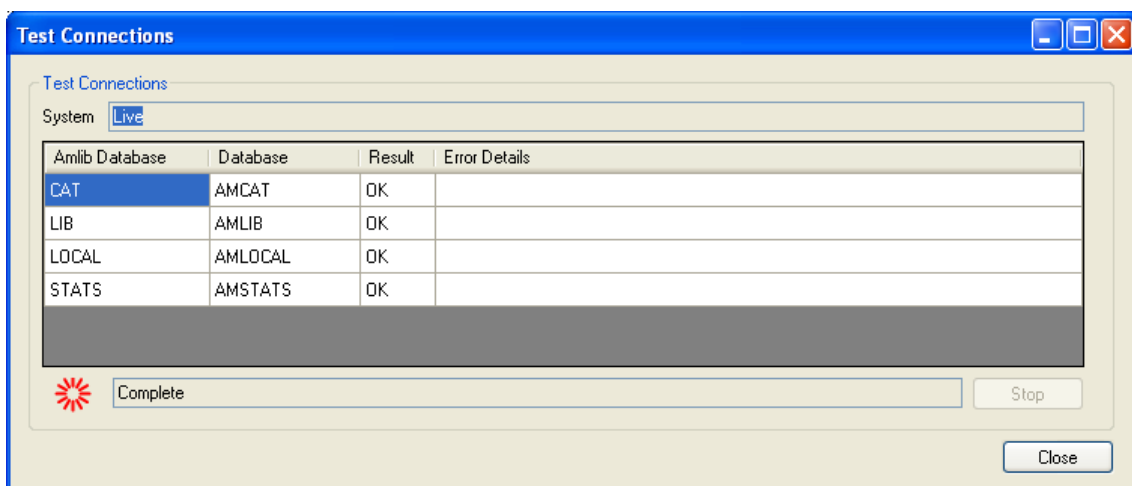 Test Connections
Test Connections
System Live
Amlib Database Database Result Error Details
CAT AMCAT OK
LIB AMLIB OK
LOCAL AMLOCAL OK
STATS AMSTATS OK
Complete Stop
Close